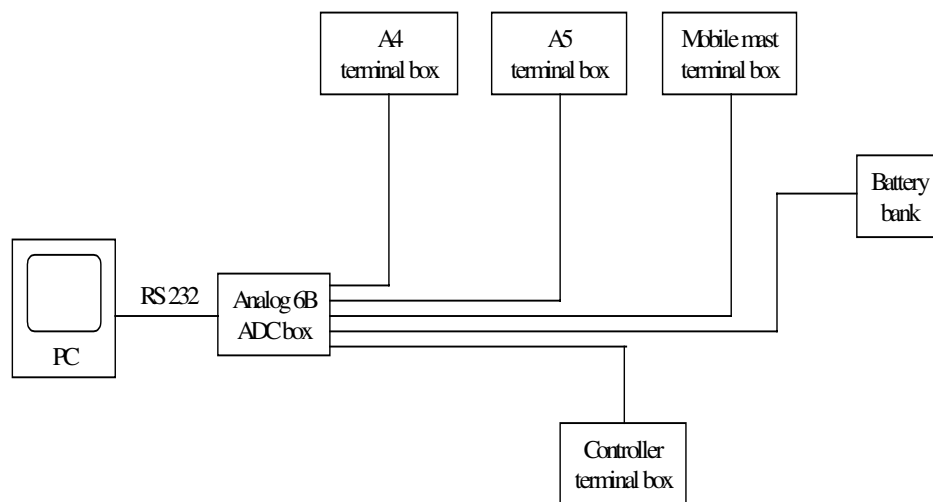 A4
terminal box
A5
terminal box
Mobile mast
terminal box
Battery
bank
RS 232
Analog 6B
ADC box
PC
Controller
terminal box